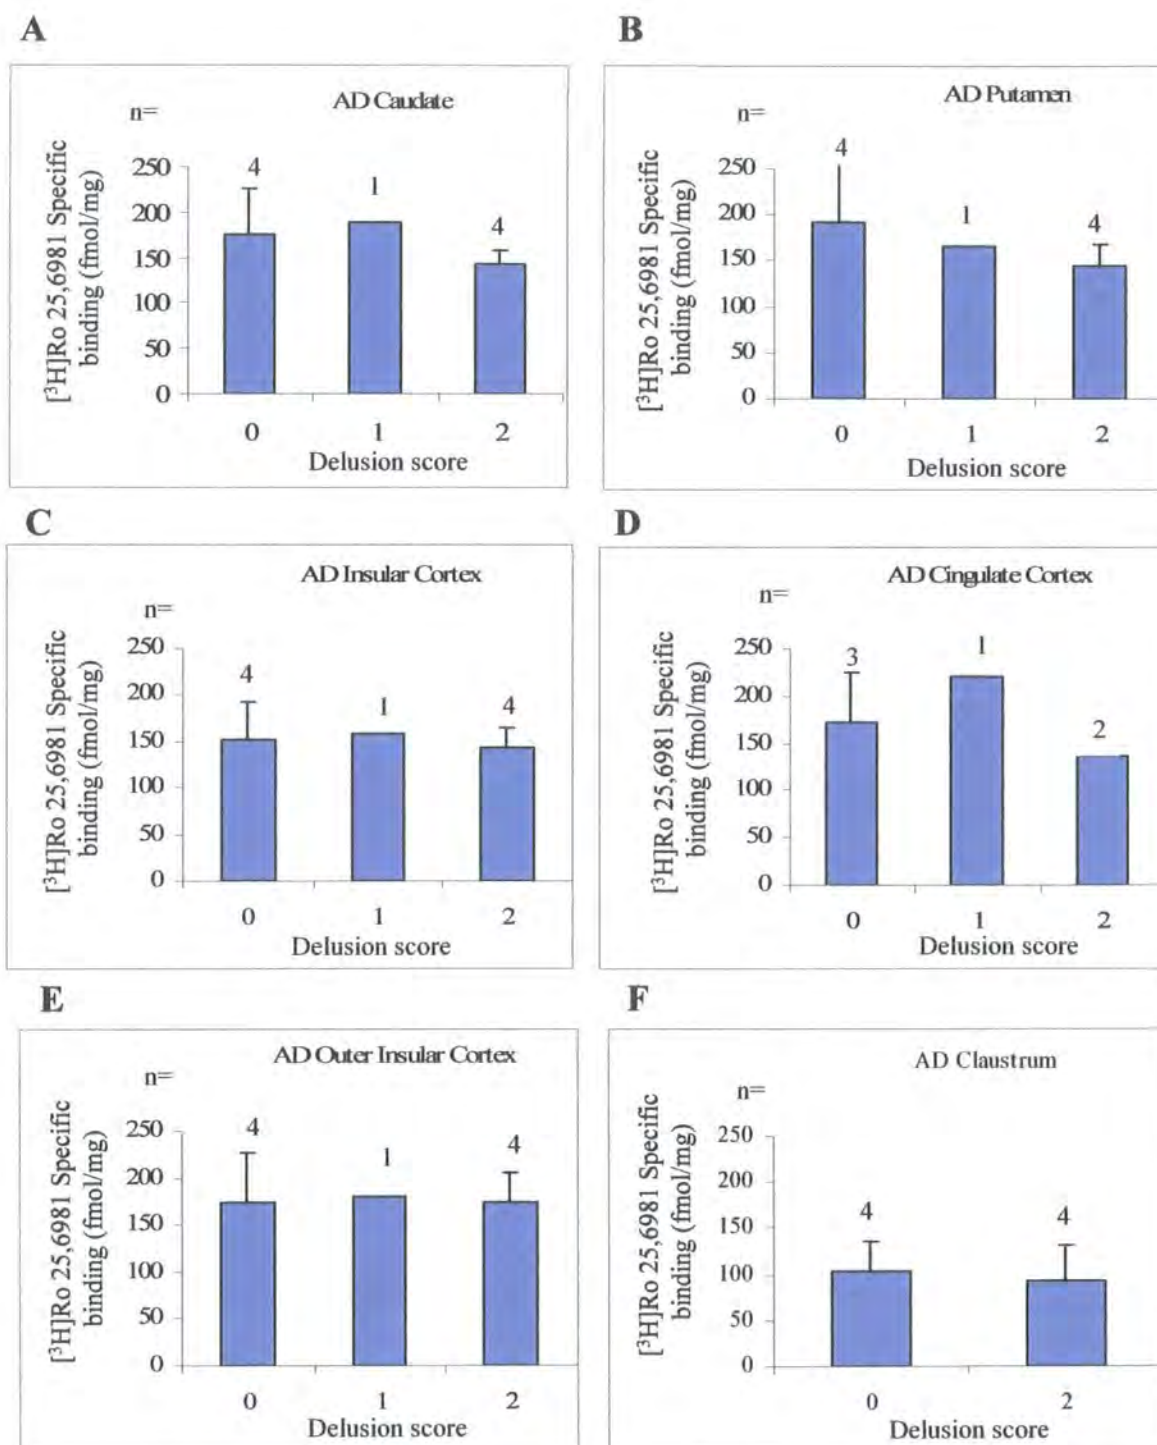 A
AD Caudate
n=
[³H]Ro 25,6981 Specific
binding (fmol/mg)
250
200
150
100
50
0
4
1
4
0 1 2
Delusion score
B
AD Putamen
n=
[³H]Ro 25,6981 Specific
binding (fmol/mg)
250
200
150
100
50
0
4
1
4
0 1 2
Delusion score
C
AD Insular Cortex
n=
[³H]Ro 25,6981 Specific
binding (fmol/mg)
250
200
150
100
50
0
4
1
4
0 1 2
Delusion score
D
AD Cingulate Cortex
n=
[³H]Ro 25,6981 Specific
binding (fmol/mg)
250
200
150
100
50
0
3
1
2
0 1 2
Delusion score
E
AD Outer Insular Cortex
n=
[³H]Ro 25,6981 Specific
binding (fmol/mg)
250
200
150
100
50
0
4
1
4
0 1 2
Delusion score
F
AD Claustrum
n=
[³H]Ro 25,6981 Specific
binding (fmol/mg)
250
200
150
100
50
0
4
4
0 2
Delusion score